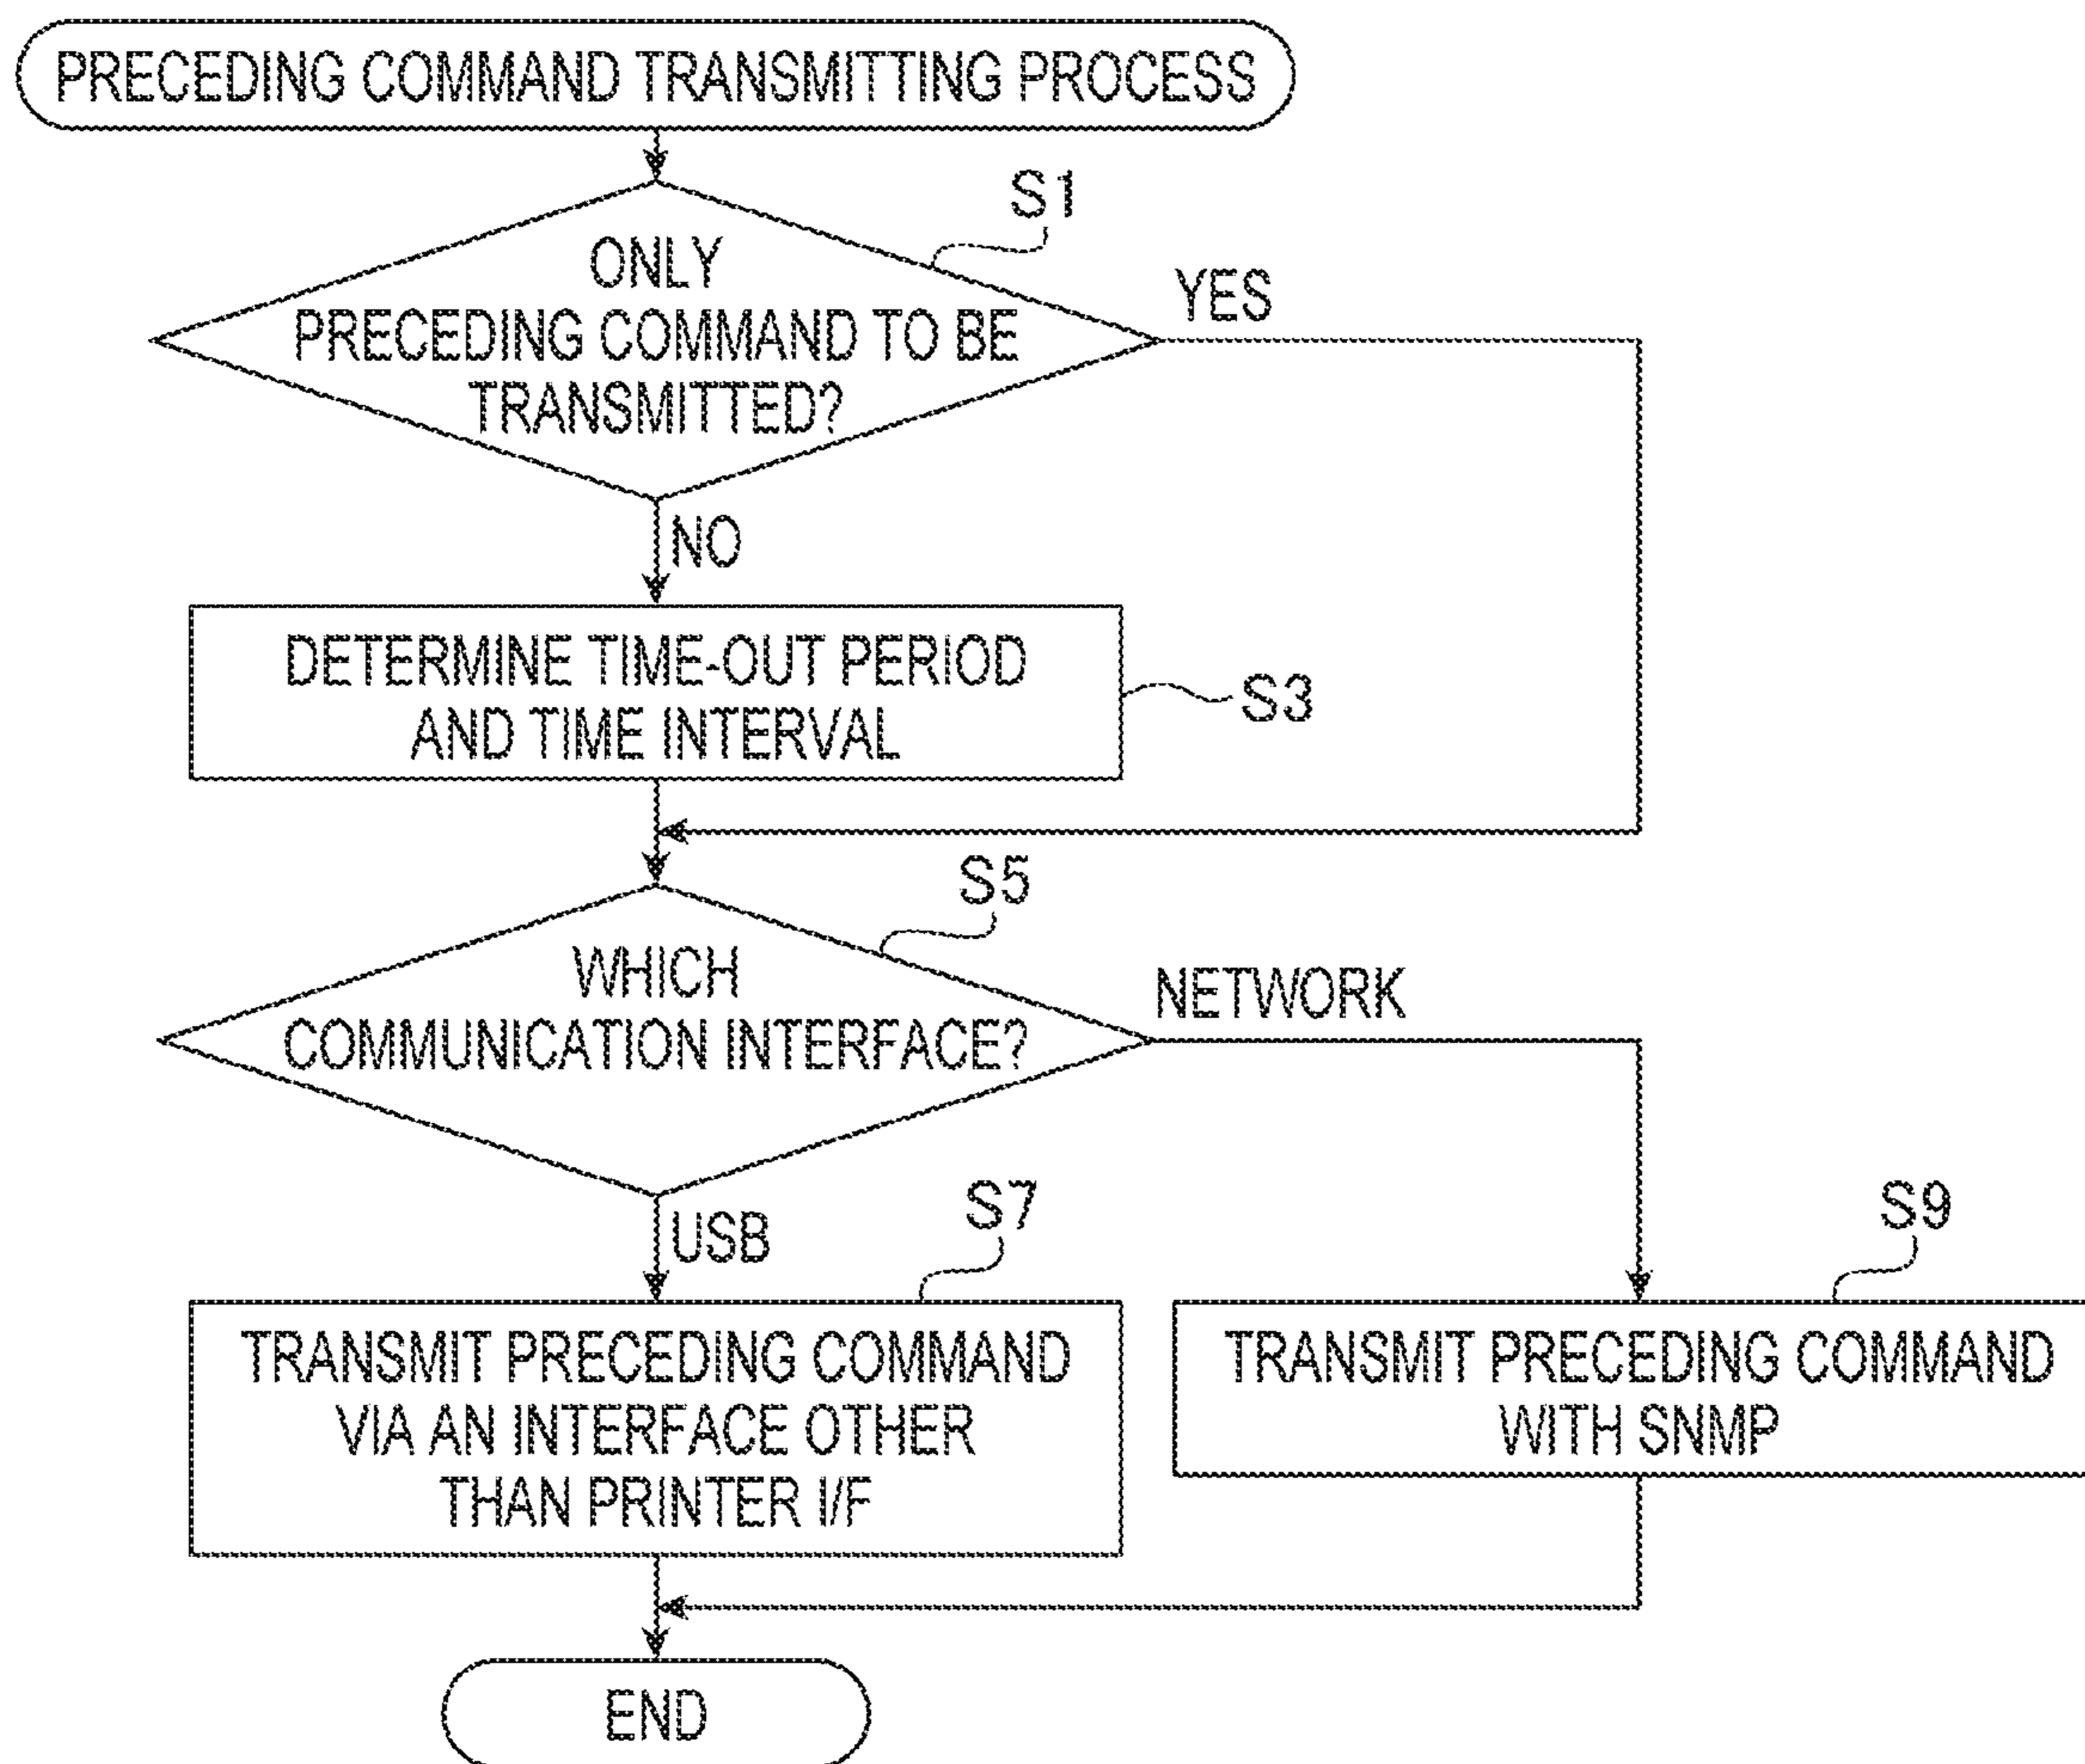 PRECEDING COMMAND TRANSMITTING PROCESS
S1
ONLY
PRECEDING COMMAND TO BE
TRANSMITTED?
YES
NO
DETERMINE TIME-OUT PERIOD
AND TIME INTERVAL
S3
S5
WHICH
COMMUNICATION INTERFACE?
NETWORK
USB
S7
S9
TRANSMIT PRECEDING COMMAND
VIA AN INTERFACE OTHER
THAN PRINTER I/F
TRANSMIT PRECEDING COMMAND
WITH SNMP
END